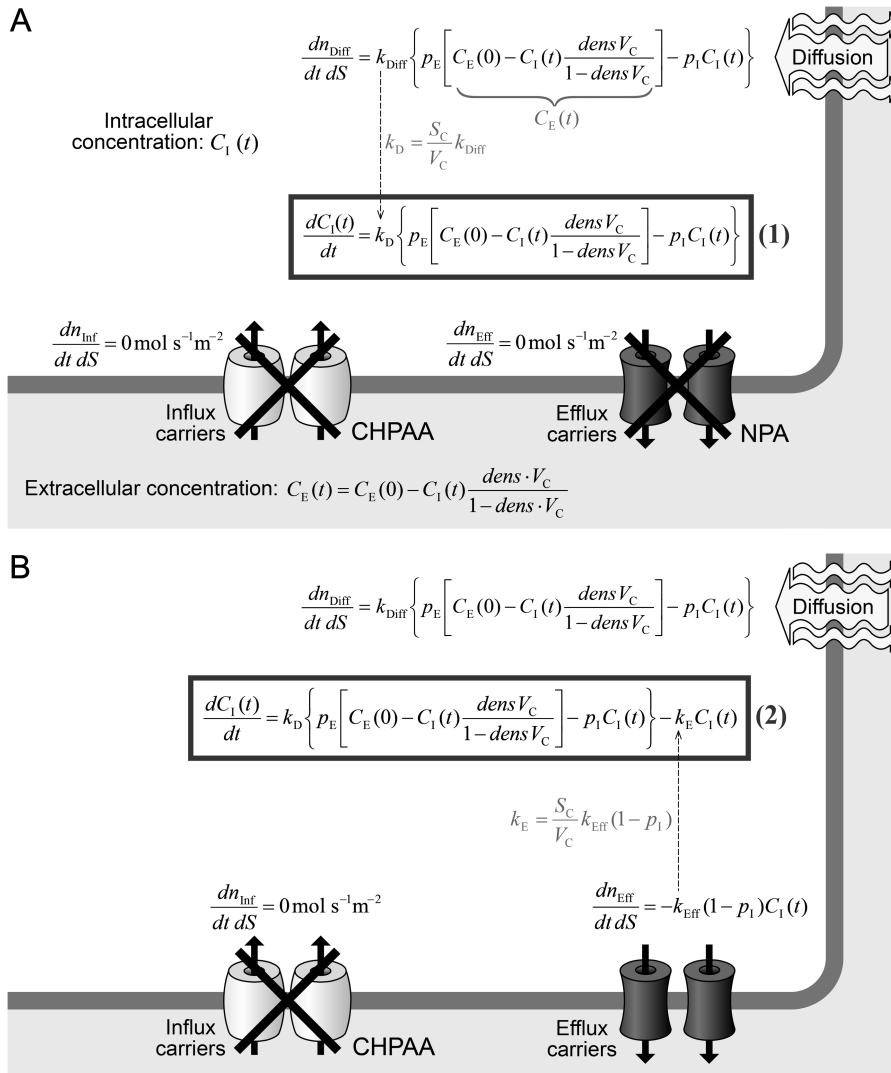 A
dn_Diff / dt dS = k_Diff { p_E [ C_E(0) − C_I(t) dens V_C / 1 − dens V_C ] − p_I C_I(t) }
Diffusion
C_E(t)
Intracellular
concentration: C_I (t)
k_D = S_C / V_C k_Diff
dC_I(t) / dt = k_D { p_E [ C_E(0) − C_I(t) dens V_C / 1 − dens V_C ] − p_I C_I(t) } (1)
dn_Inf / dt dS = 0 mol s⁻¹m⁻²
dn_Eff / dt dS = 0 mol s⁻¹m⁻²
Influx
carriers
CHPAA
Efflux
carriers
NPA
Extracellular concentration: C_E(t) = C_E(0) − C_I(t) dens · V_C / 1 − dens · V_C
B
dn_Diff / dt dS = k_Diff { p_E [ C_E(0) − C_I(t) dens V_C / 1 − dens V_C ] − p_I C_I(t) }
Diffusion
dC_I(t) / dt = k_D { p_E [ C_E(0) − C_I(t) dens V_C / 1 − dens V_C ] − p_I C_I(t) } − k_E C_I(t) (2)
k_E = S_C / V_C k_Eff (1 − p_I)
dn_Inf / dt dS = 0 mol s⁻¹m⁻²
dn_Eff / dt dS = −k_Eff (1 − p_I)C_I(t)
Influx
carriers
CHPAA
Efflux
carriers